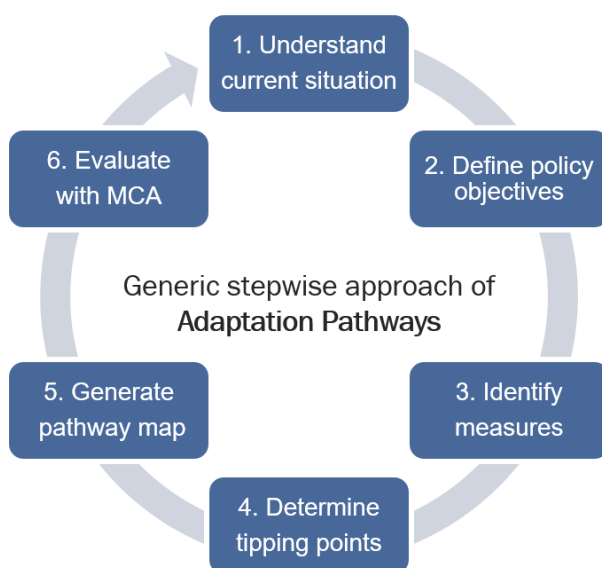 1. Understand
current situation
2. Define policy
objectives
3. Identify
measures
4. Determine
tipping points
5. Generate
pathway map
6. Evaluate
with MCA
Generic stepwise approach of
Adaptation Pathways